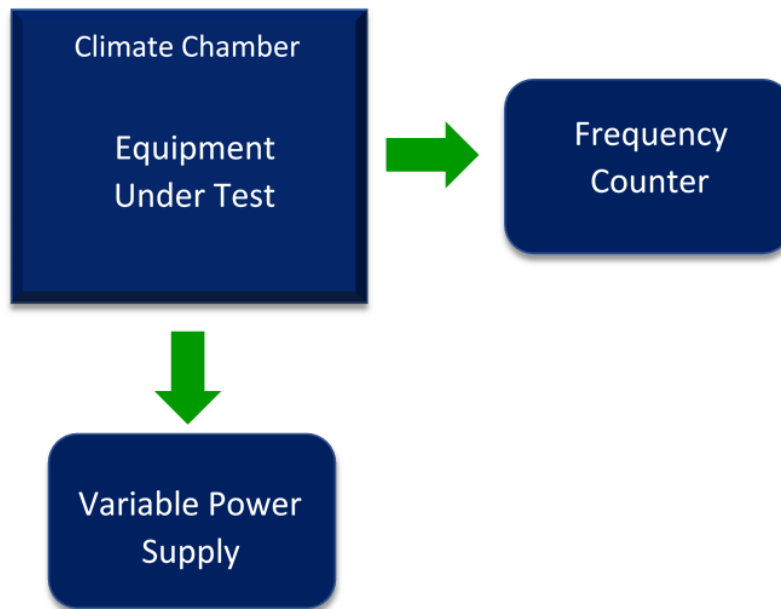 Climate Chamber
Equipment
Under Test
Frequency
Counter
Variable Power
Supply